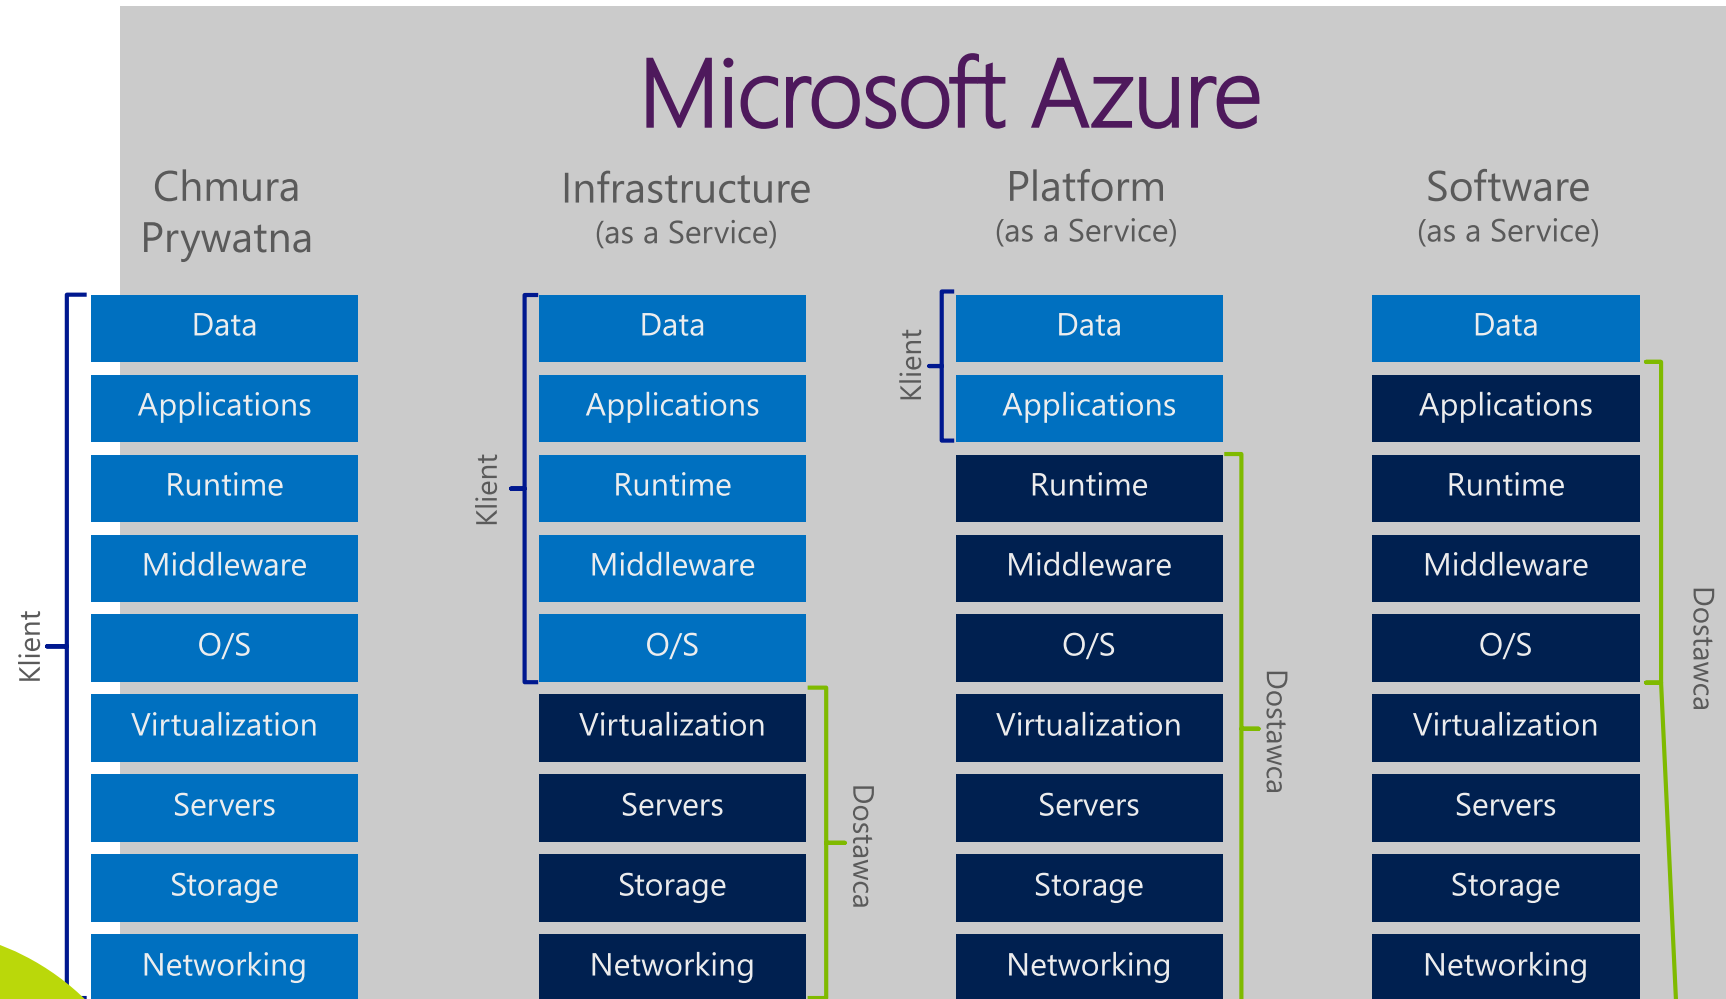 Microsoft Azure
Chmura
Prywatna
Infrastructure
(as a Service)
Platform
(as a Service)
Software
(as a Service)
Klient
Data
Applications
Runtime
Middleware
O/S
Virtualization
Servers
Storage
Networking
Klient
Data
Applications
Runtime
Middleware
O/S
Virtualization
Servers
Storage
Networking
Dostawca
Klient
Data
Applications
Runtime
Middleware
O/S
Virtualization
Servers
Storage
Networking
Dostawca
Data
Applications
Runtime
Middleware
O/S
Virtualization
Servers
Storage
Networking
Dostawca